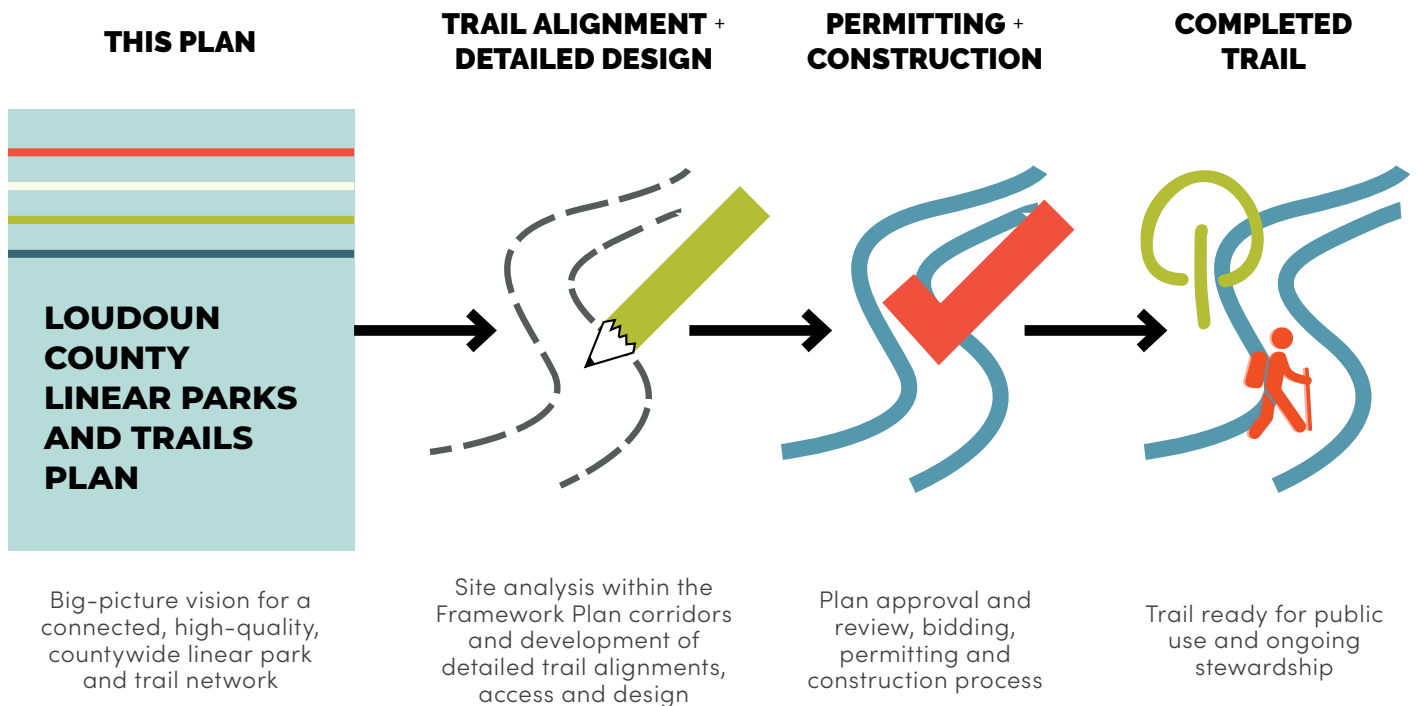 THIS PLAN
TRAIL ALIGNMENT +
DETAILED DESIGN
PERMITTING +
CONSTRUCTION
COMPLETED
TRAIL
LOUDOUN
COUNTY
LINEAR PARKS
AND TRAILS
PLAN
Big-picture vision for a
connected, high-quality,
countywide linear park
and trail network
Site analysis within the
Framework Plan corridors
and development of
detailed trail alignments,
access and design
Plan approval and
review, bidding,
permitting and
construction process
Trail ready for public
use and ongoing
stewardship